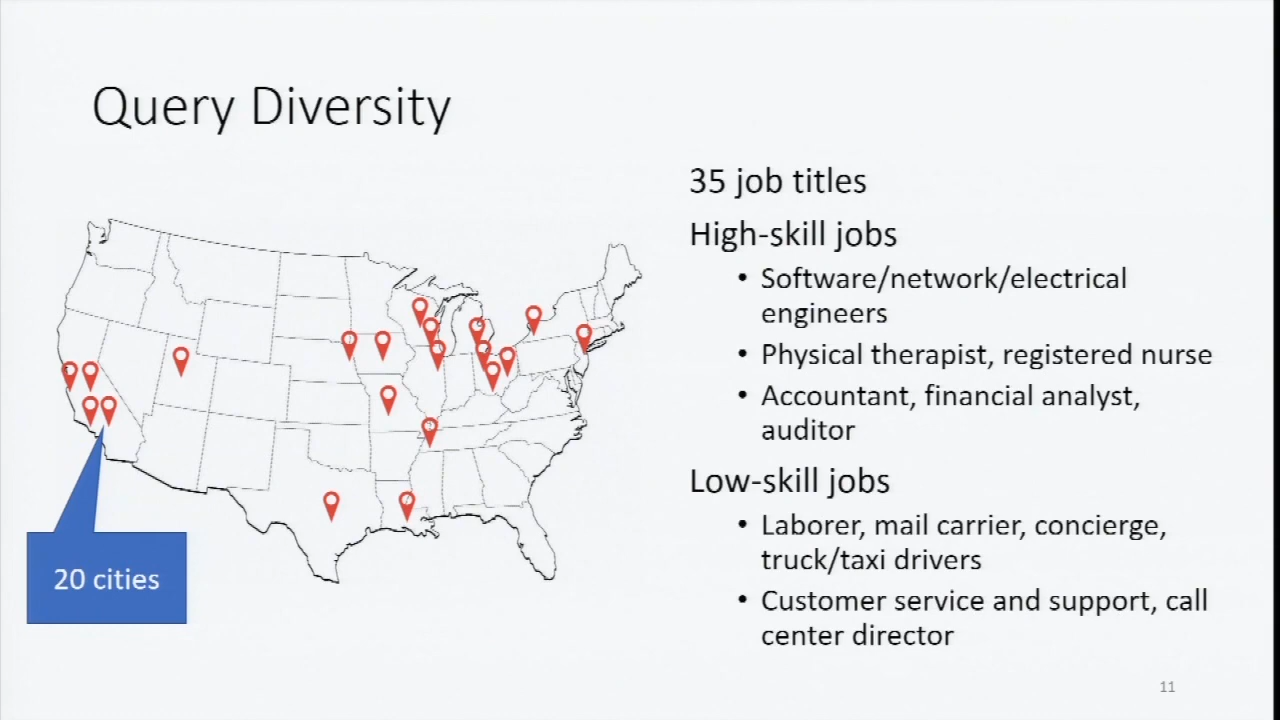 Query Diversity
35 job titles
High-skill jobs
• Software/network/electrical
engineers
• Physical therapist, registered nurse
• Accountant, financial analyst,
auditor
Low-skill jobs
• Laborer, mail carrier, concierge,
truck/taxi drivers
• Customer service and support, call
center director
20 cities
11